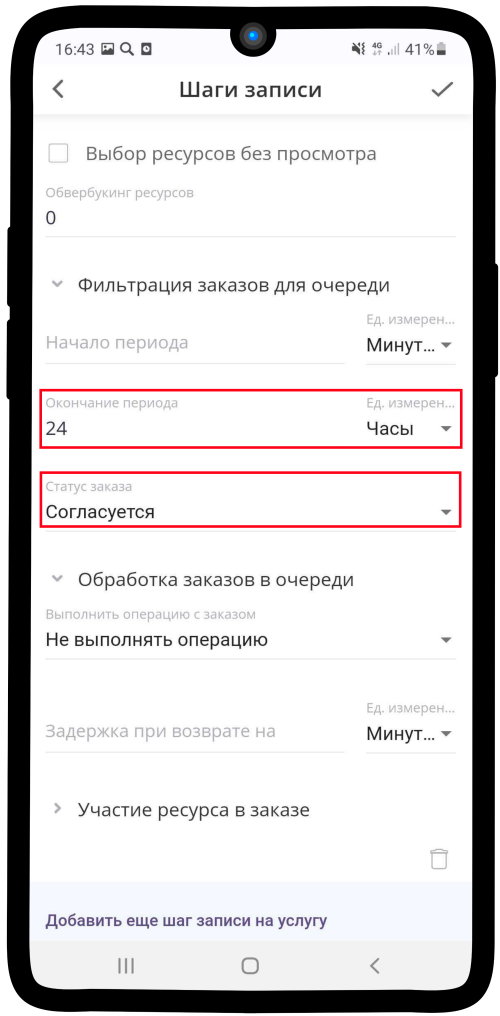 16:43
4G
41%
Шаги записи
Выбор ресурсов без просмотра
Обвербукинг ресурсов
0
Фильтрация заказов для очереди
Ед. измерен...
Начало периода
Минут...
Окончание периода
Ед. измерен...
24
Часы
Статус заказа
Согласуется
Обработка заказов в очереди
Выполнить операцию с заказом
Не выполнять операцию
Ед. измерен...
Задержка при возврате на
Минут...
Участие ресурса в заказе
Добавить еще шаг записи на услугу